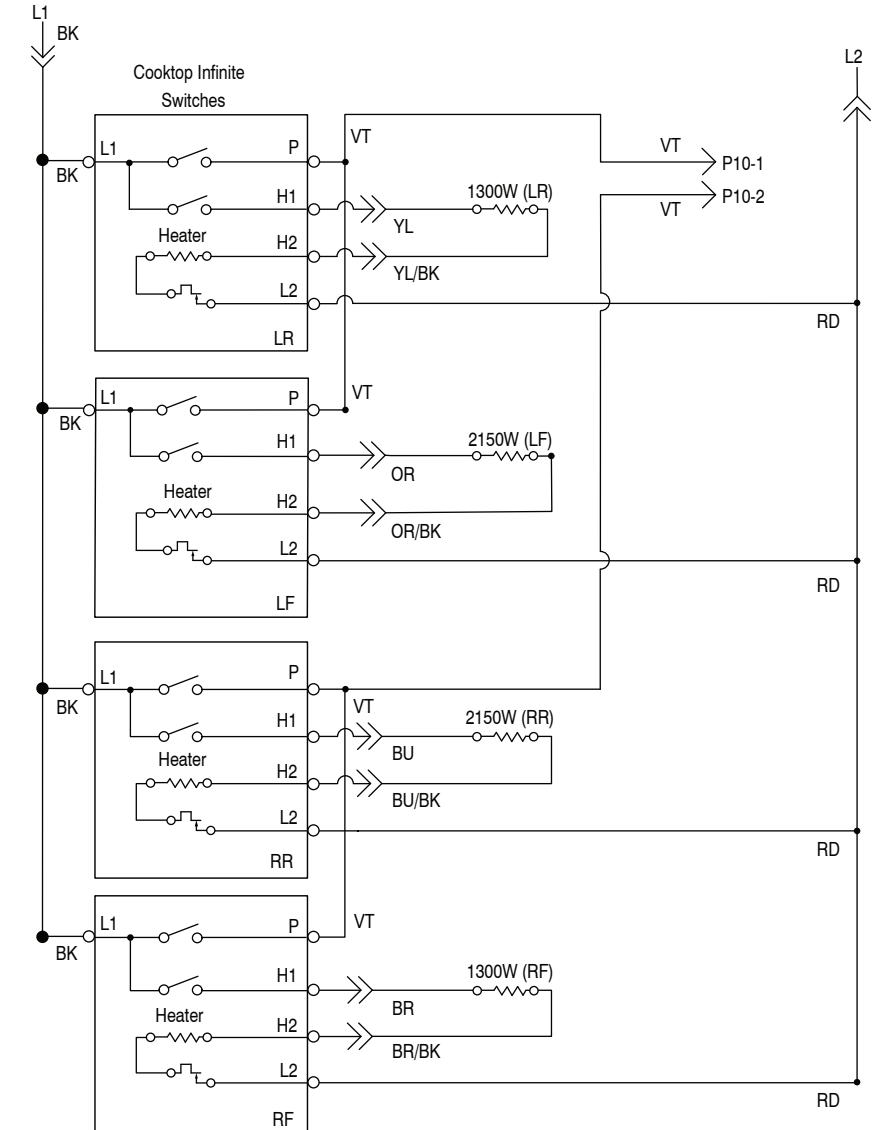 L1
BK
L2
Cooktop Infinite
Switches
L1
P
VT
VT
P10-1
BK
H1
1300W (LR)
P10-2
YL
VT
Heater
H2
YL/BK
L2
RD
LR
L1
P
VT
BK
H1
2150W (LF)
OR
Heater
H2
OR/BK
L2
RD
LF
L1
P
BK
VT
H1
2150W (RR)
BU
Heater
H2
BU/BK
L2
RD
RR
L1
P
VT
BK
H1
1300W (RF)
BR
Heater
H2
BR/BK
L2
RD
RF